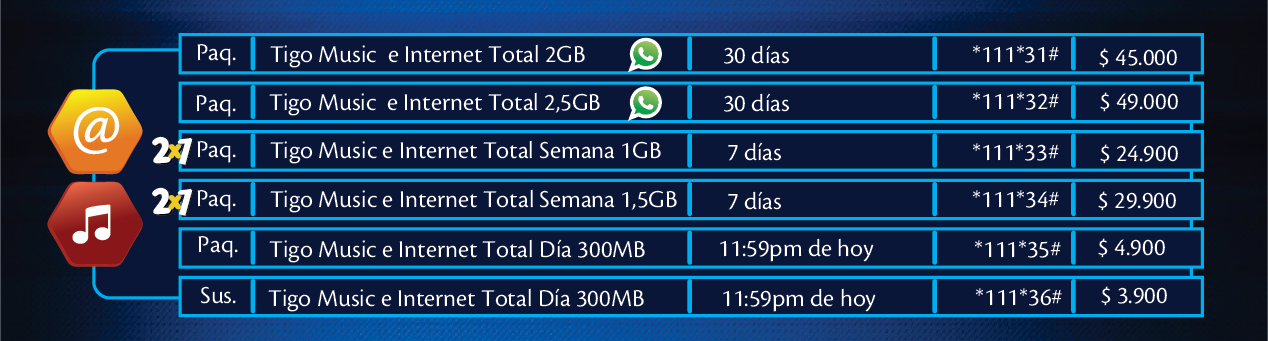 Paq. Tigo Music e Internet Total 2GB 30 días *111*31# $ 45.000
Paq. Tigo Music e Internet Total 2,5GB 30 días *111*32# $ 49.000
@
2x1 Paq. Tigo Music e Internet Total Semana 1GB 7 días *111*33# $ 24.900
2x1 Paq. Tigo Music e Internet Total Semana 1,5GB 7 días *111*34# $ 29.900
Paq. Tigo Music e Internet Total Día 300MB 11:59pm de hoy *111*35# $ 4.900
Sus. Tigo Music e Internet Total Día 300MB 11:59pm de hoy *111*36# $ 3.900